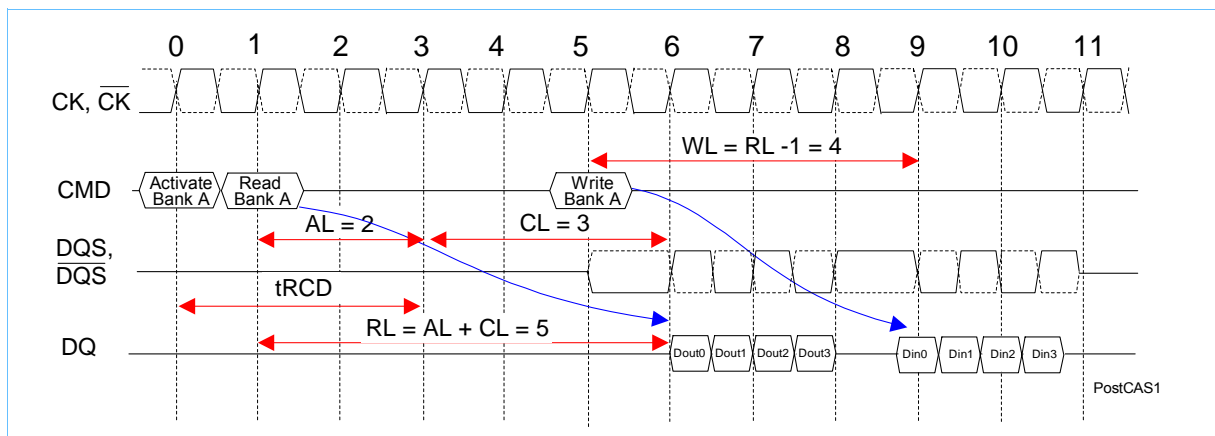 0 1 2 3 4 5 6 7 8 9 10 11
CK, CK
WL = RL -1 = 4
CMD
Activate
Bank A
Read
Bank A
Write
Bank A
AL = 2
CL = 3
DQS,
DQS
tRCD
RL = AL + CL = 5
DQ
Dout0 Dout1 Dout2 Dout3
Din0 Din1 Din2 Din3
PostCAS1